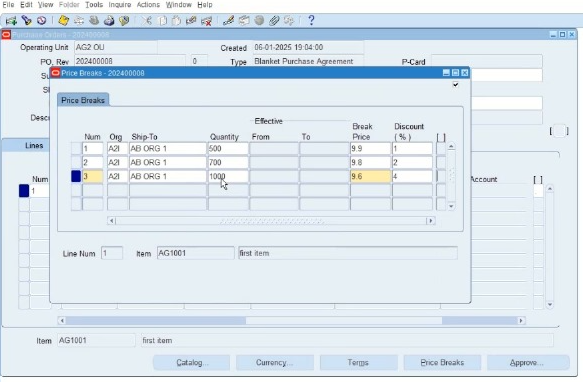 File Edit View Folder Tools Inquire Actions Window Help
Purchase Orders - 202400008
Operating Unit AG2 OU Created 06-01-2025 19:04:00
PO, Rev 202400008 0 Type Blanket Purchase Agreement P-Card
Price Breaks - 202400008
Price Breaks
Effective
Num Org Ship-To Quantity From To Break Price Discount (%) [ ]
1 A2I AB ORG 1 500 9.9 1
2 A2I AB ORG 1 700 9.8 2
3 A2I AB ORG 1 1000 9.6 4
Line Num 1 Item AG1001 first item
Lines
Num Account [ ]
1
Item AG1001 first item
Catalog... Currency... Terms Price Breaks Approve...